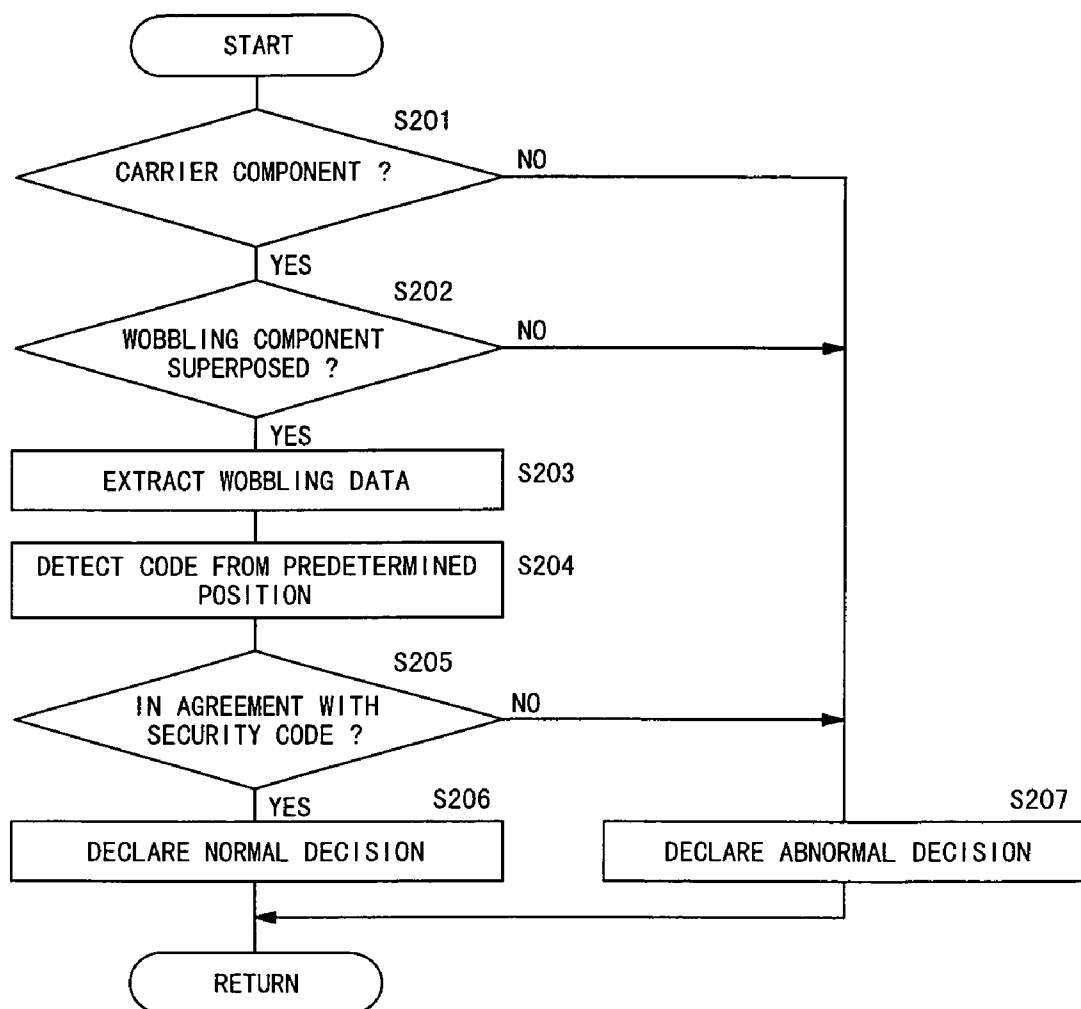 START
S201
CARRIER COMPONENT ?
NO
YES
S202
WOBBLING COMPONENT
SUPERPOSED ?
NO
YES
EXTRACT WOBBLING DATA
S203
DETECT CODE FROM PREDETERMINED
POSITION
S204
S205
IN AGREEMENT WITH
SECURITY CODE ?
NO
YES
S206
S207
DECLARE NORMAL DECISION
DECLARE ABNORMAL DECISION
RETURN